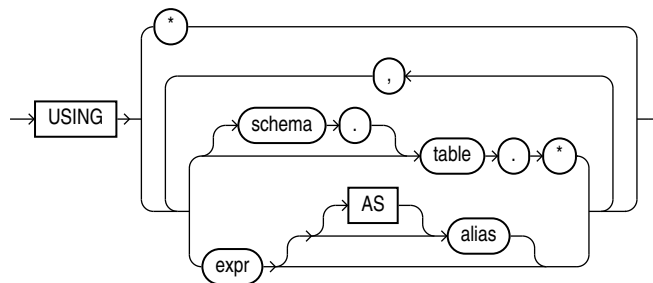 *
,
USING
schema . table . *
AS
expr alias